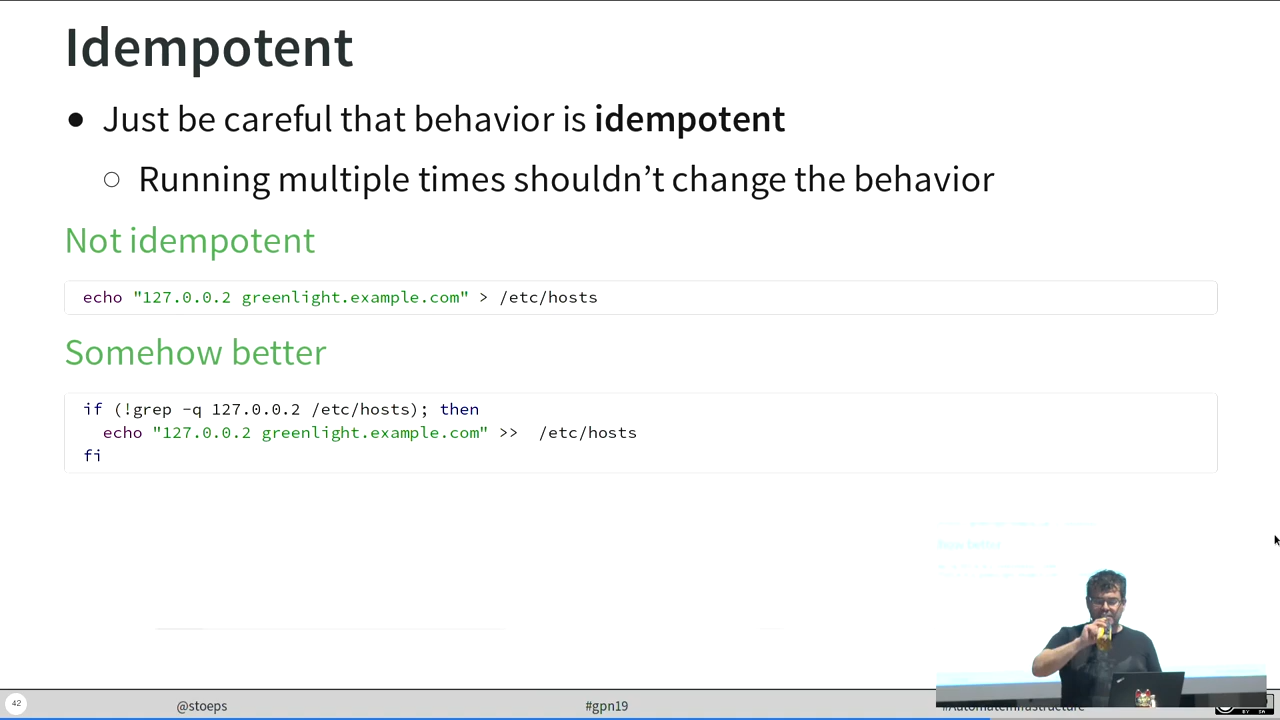 Idempotent
● Just be careful that behavior is idempotent
○ Running multiple times shouldn’t change the behavior
Not idempotent
echo "127.0.0.2 greenlight.example.com" > /etc/hosts
Somehow better
if (!grep -q 127.0.0.2 /etc/hosts); then
echo "127.0.0.2 greenlight.example.com" >>  /etc/hosts
fi
42
@stoeps
#gpn19
#AutomateInfrastructure
BY SA